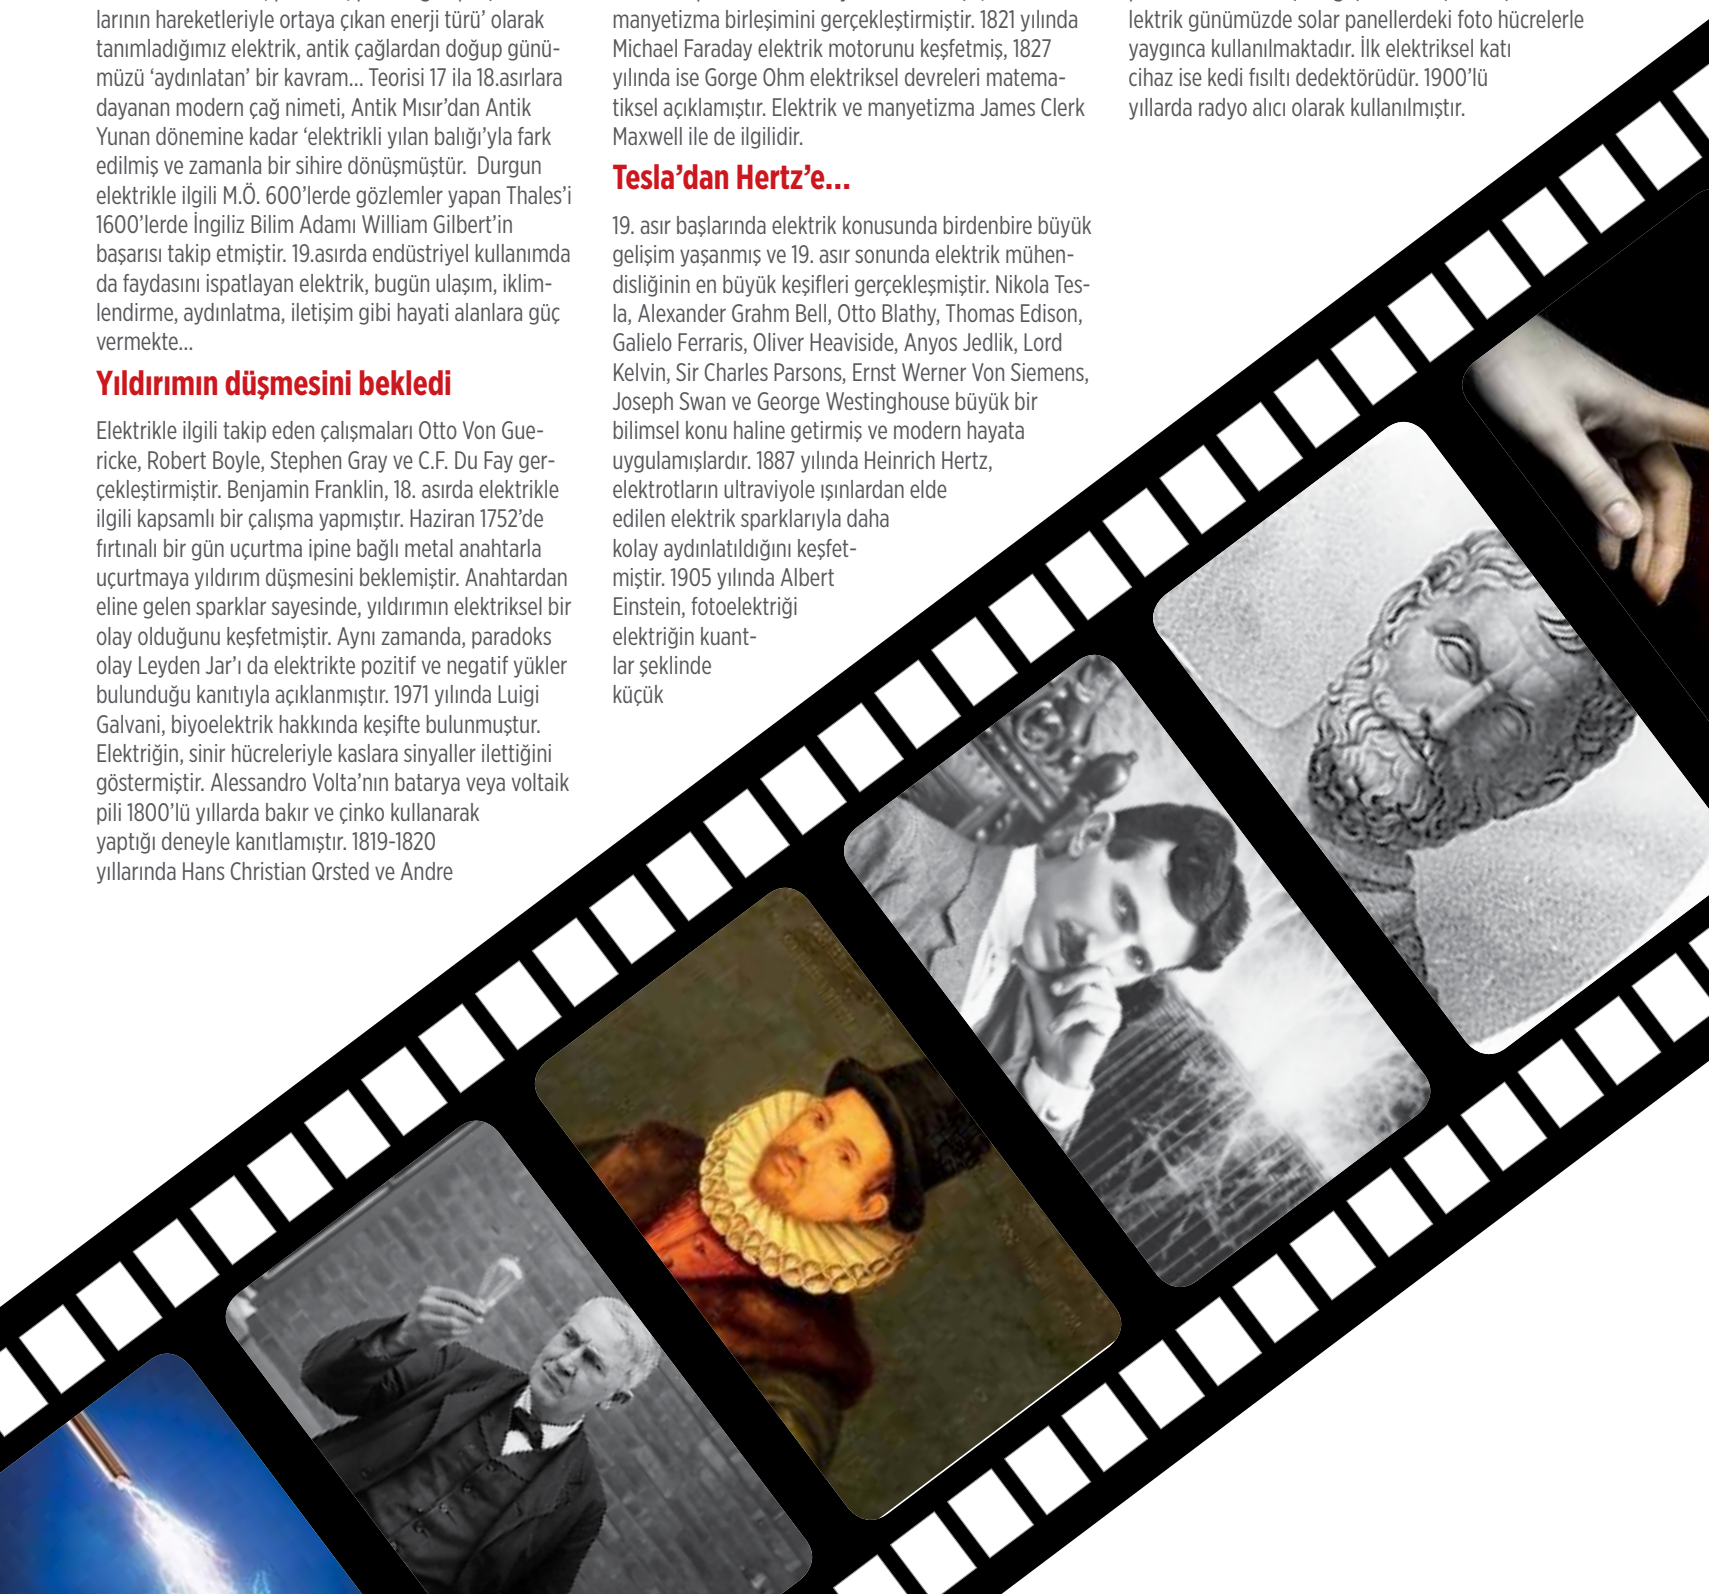 larının hareketleriyle ortaya çıkan enerji türü’ olarak
tanımladığımız elektrik, antik çağlardan doğup günü-
müzü ‘aydınlatan’ bir kavram... Teorisi 17 ila 18.asırlara
dayanan modern çağ nimeti, Antik Mısır’dan Antik
Yunan dönemine kadar ‘elektrikli yılan balığı’yla fark
edilmiş ve zamanla bir sihire dönüşmüştür.  Durgun
elektrikle ilgili M.Ö. 600’lerde gözlemler yapan Thales’i
1600’lerde İngiliz Bilim Adamı William Gilbert’in
başarısı takip etmiştir. 19.asırda endüstriyel kullanımda
da faydasını ispatlayan elektrik, bugün ulaşım, iklim-
lendirme, aydınlatma, iletişim gibi hayati alanlara güç
vermekte...
Yıldırımın düşmesini bekledi
Elektrikle ilgili takip eden çalışmaları Otto Von Gue-
ricke, Robert Boyle, Stephen Gray ve C.F. Du Fay ger-
çekleştirmiştir. Benjamin Franklin, 18. asırda elektrikle
ilgili kapsamlı bir çalışma yapmıştır. Haziran 1752’de
fırtınalı bir gün uçurtma ipine bağlı metal anahtarla
uçurtmaya yıldırım düşmesini beklemiştir. Anahtardan
eline gelen sparklar sayesinde, yıldırımın elektriksel bir
olay olduğunu keşfetmiştir. Aynı zamanda, paradoks
olay Leyden Jar’ı da elektrikte pozitif ve negatif yükler
bulunduğu kanıtıyla açıklanmıştır. 1971 yılında Luigi
Galvani, biyoelektrik hakkında keşifte bulunmuştur.
Elektriğin, sinir hücreleriyle kaslara sinyaller ilettiğini
göstermiştir. Alessandro Volta’nın batarya veya voltaik
pili 1800’lü yıllarda bakır ve çinko kullanarak
yaptığı deneyle kanıtlamıştır. 1819-1820
yıllarında Hans Christian Qrsted ve Andre
manyetizma birleşimini gerçekleştirmiştir. 1821 yılında
Michael Faraday elektrik motorunu keşfetmiş, 1827
yılında ise Gorge Ohm elektriksel devreleri matema-
tiksel açıklamıştır. Elektrik ve manyetizma James Clerk
Maxwell ile de ilgilidir.
Tesla’dan Hertz’e...
19. asır başlarında elektrik konusunda birdenbire büyük
gelişim yaşanmış ve 19. asır sonunda elektrik mühen-
disliğinin en büyük keşifleri gerçekleşmiştir. Nikola Tes-
la, Alexander Grahm Bell, Otto Blathy, Thomas Edison,
Galielo Ferraris, Oliver Heaviside, Anyos Jedlik, Lord
Kelvin, Sir Charles Parsons, Ernst Werner Von Siemens,
Joseph Swan ve George Westinghouse büyük bir
bilimsel konu haline getirmiş ve modern hayata
uygulamışlardır. 1887 yılında Heinrich Hertz,
elektrotların ultraviyole ışınlardan elde
edilen elektrik sparklarıyla daha
kolay aydınlatıldığını keşfet-
miştir. 1905 yılında Albert
Einstein, fotoelektriği
elektriğin kuant-
lar şeklinde
küçük
lektrik günümüzde solar panellerdeki foto hücrelerle
yaygınca kullanılmaktadır. İlk elektriksel katı
cihaz ise kedi fısıltı dedektörüdür. 1900’lü
yıllarda radyo alıcı olarak kullanılmıştır.